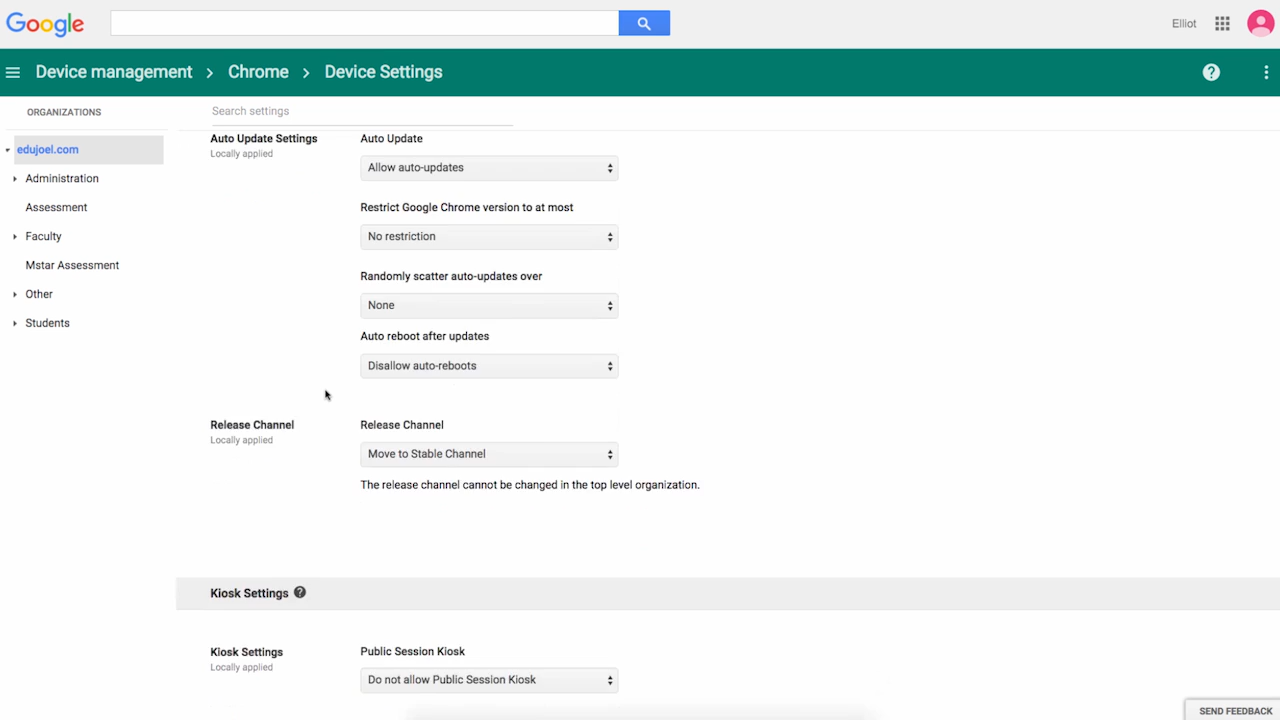 Google
Elliot
Device management > Chrome > Device Settings
ORGANIZATIONS
Search settings
edujoel.com
Administration
Assessment
Faculty
Mstar Assessment
Other
Students
Auto Update Settings
Locally applied
Auto Update
Allow auto-updates
Restrict Google Chrome version to at most
No restriction
Randomly scatter auto-updates over
None
Auto reboot after updates
Disallow auto-reboots
Release Channel
Locally applied
Release Channel
Move to Stable Channel
The release channel cannot be changed in the top level organization.
Kiosk Settings
Kiosk Settings
Locally applied
Public Session Kiosk
Do not allow Public Session Kiosk
SEND FEEDBACK